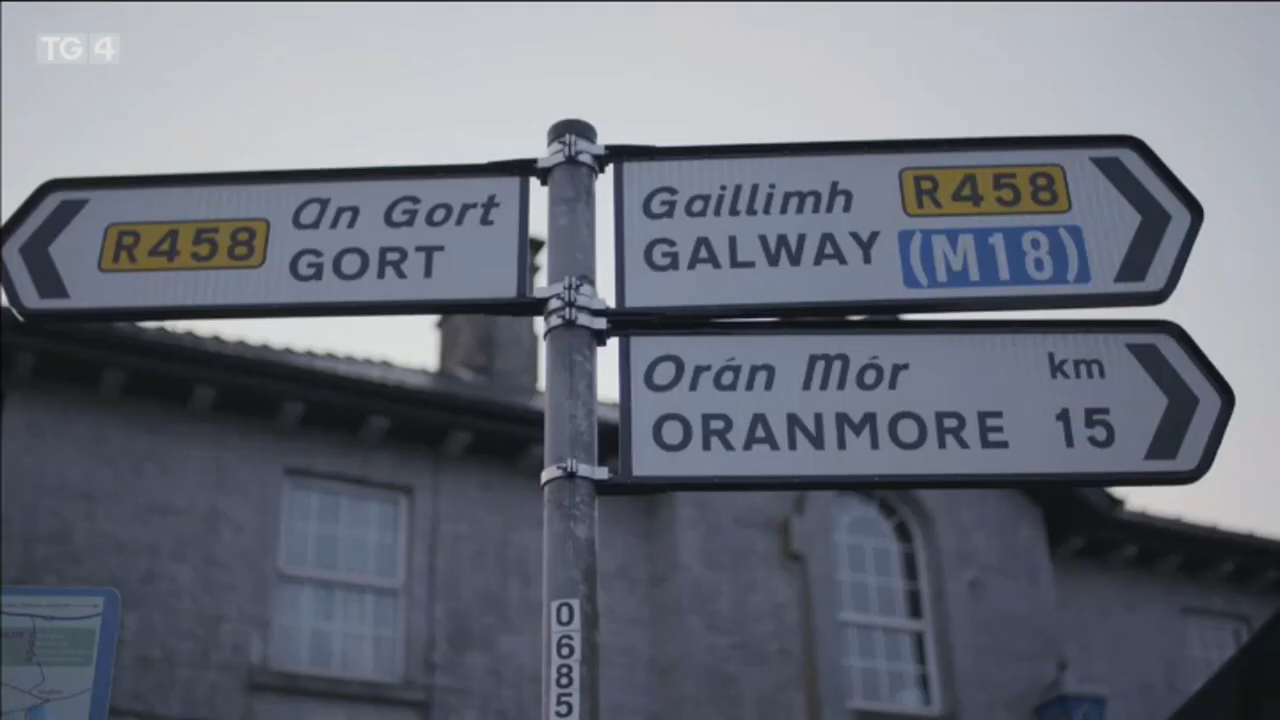 TG4
R458
An Gort
GORT
Gaillimh
GALWAY
R458
(M18)
Orán Mór
ORANMORE
km
15
0685